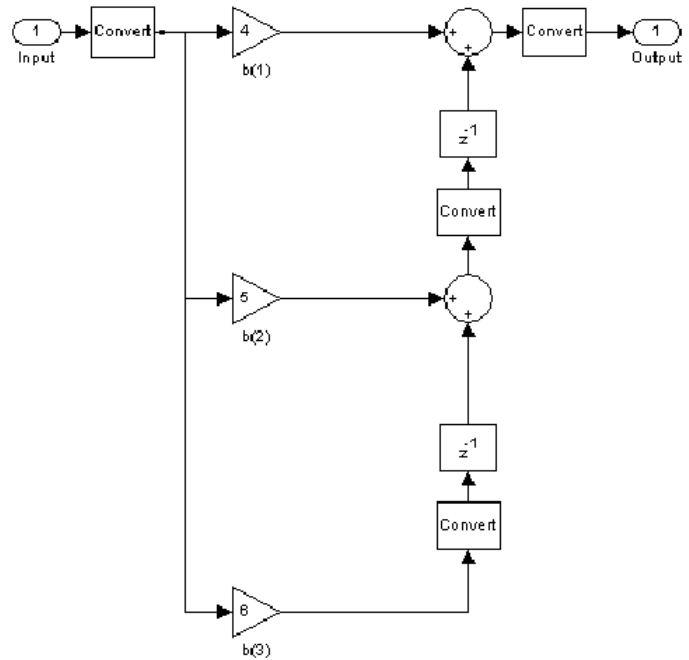 1
Input
Convert
4
b(1)
+
+
Convert
1
Output
z-1
Convert
5
b(2)
+
+
z-1
Convert
6
b(3)